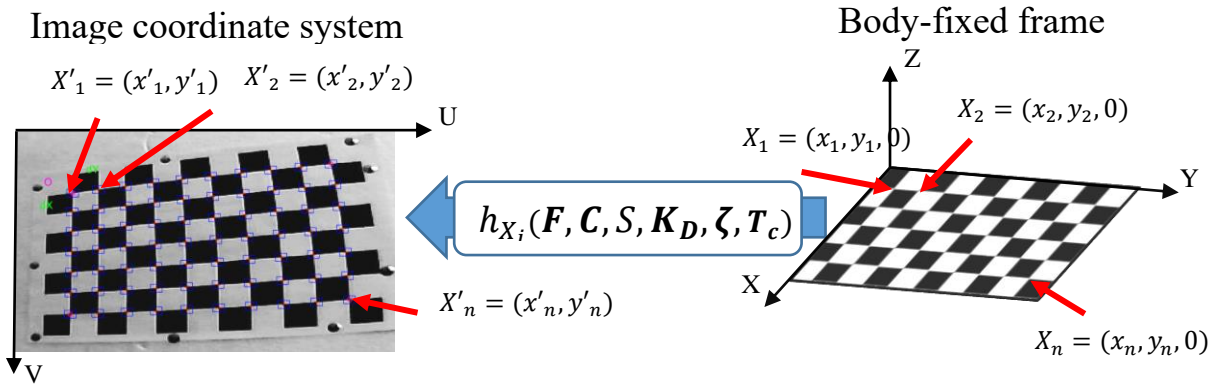 Image coordinate system
Body-fixed frame
X′₁ = (x′₁, y′₁)
X′₂ = (x′₂, y′₂)
U
V
O
X′ₙ = (x′ₙ, y′ₙ)
h_{Xᵢ}(F, C, S, K_D, ζ, T_c)
Z
X₁ = (x₁, y₁, 0)
X₂ = (x₂, y₂, 0)
Y
X
Xₙ = (xₙ, yₙ, 0)